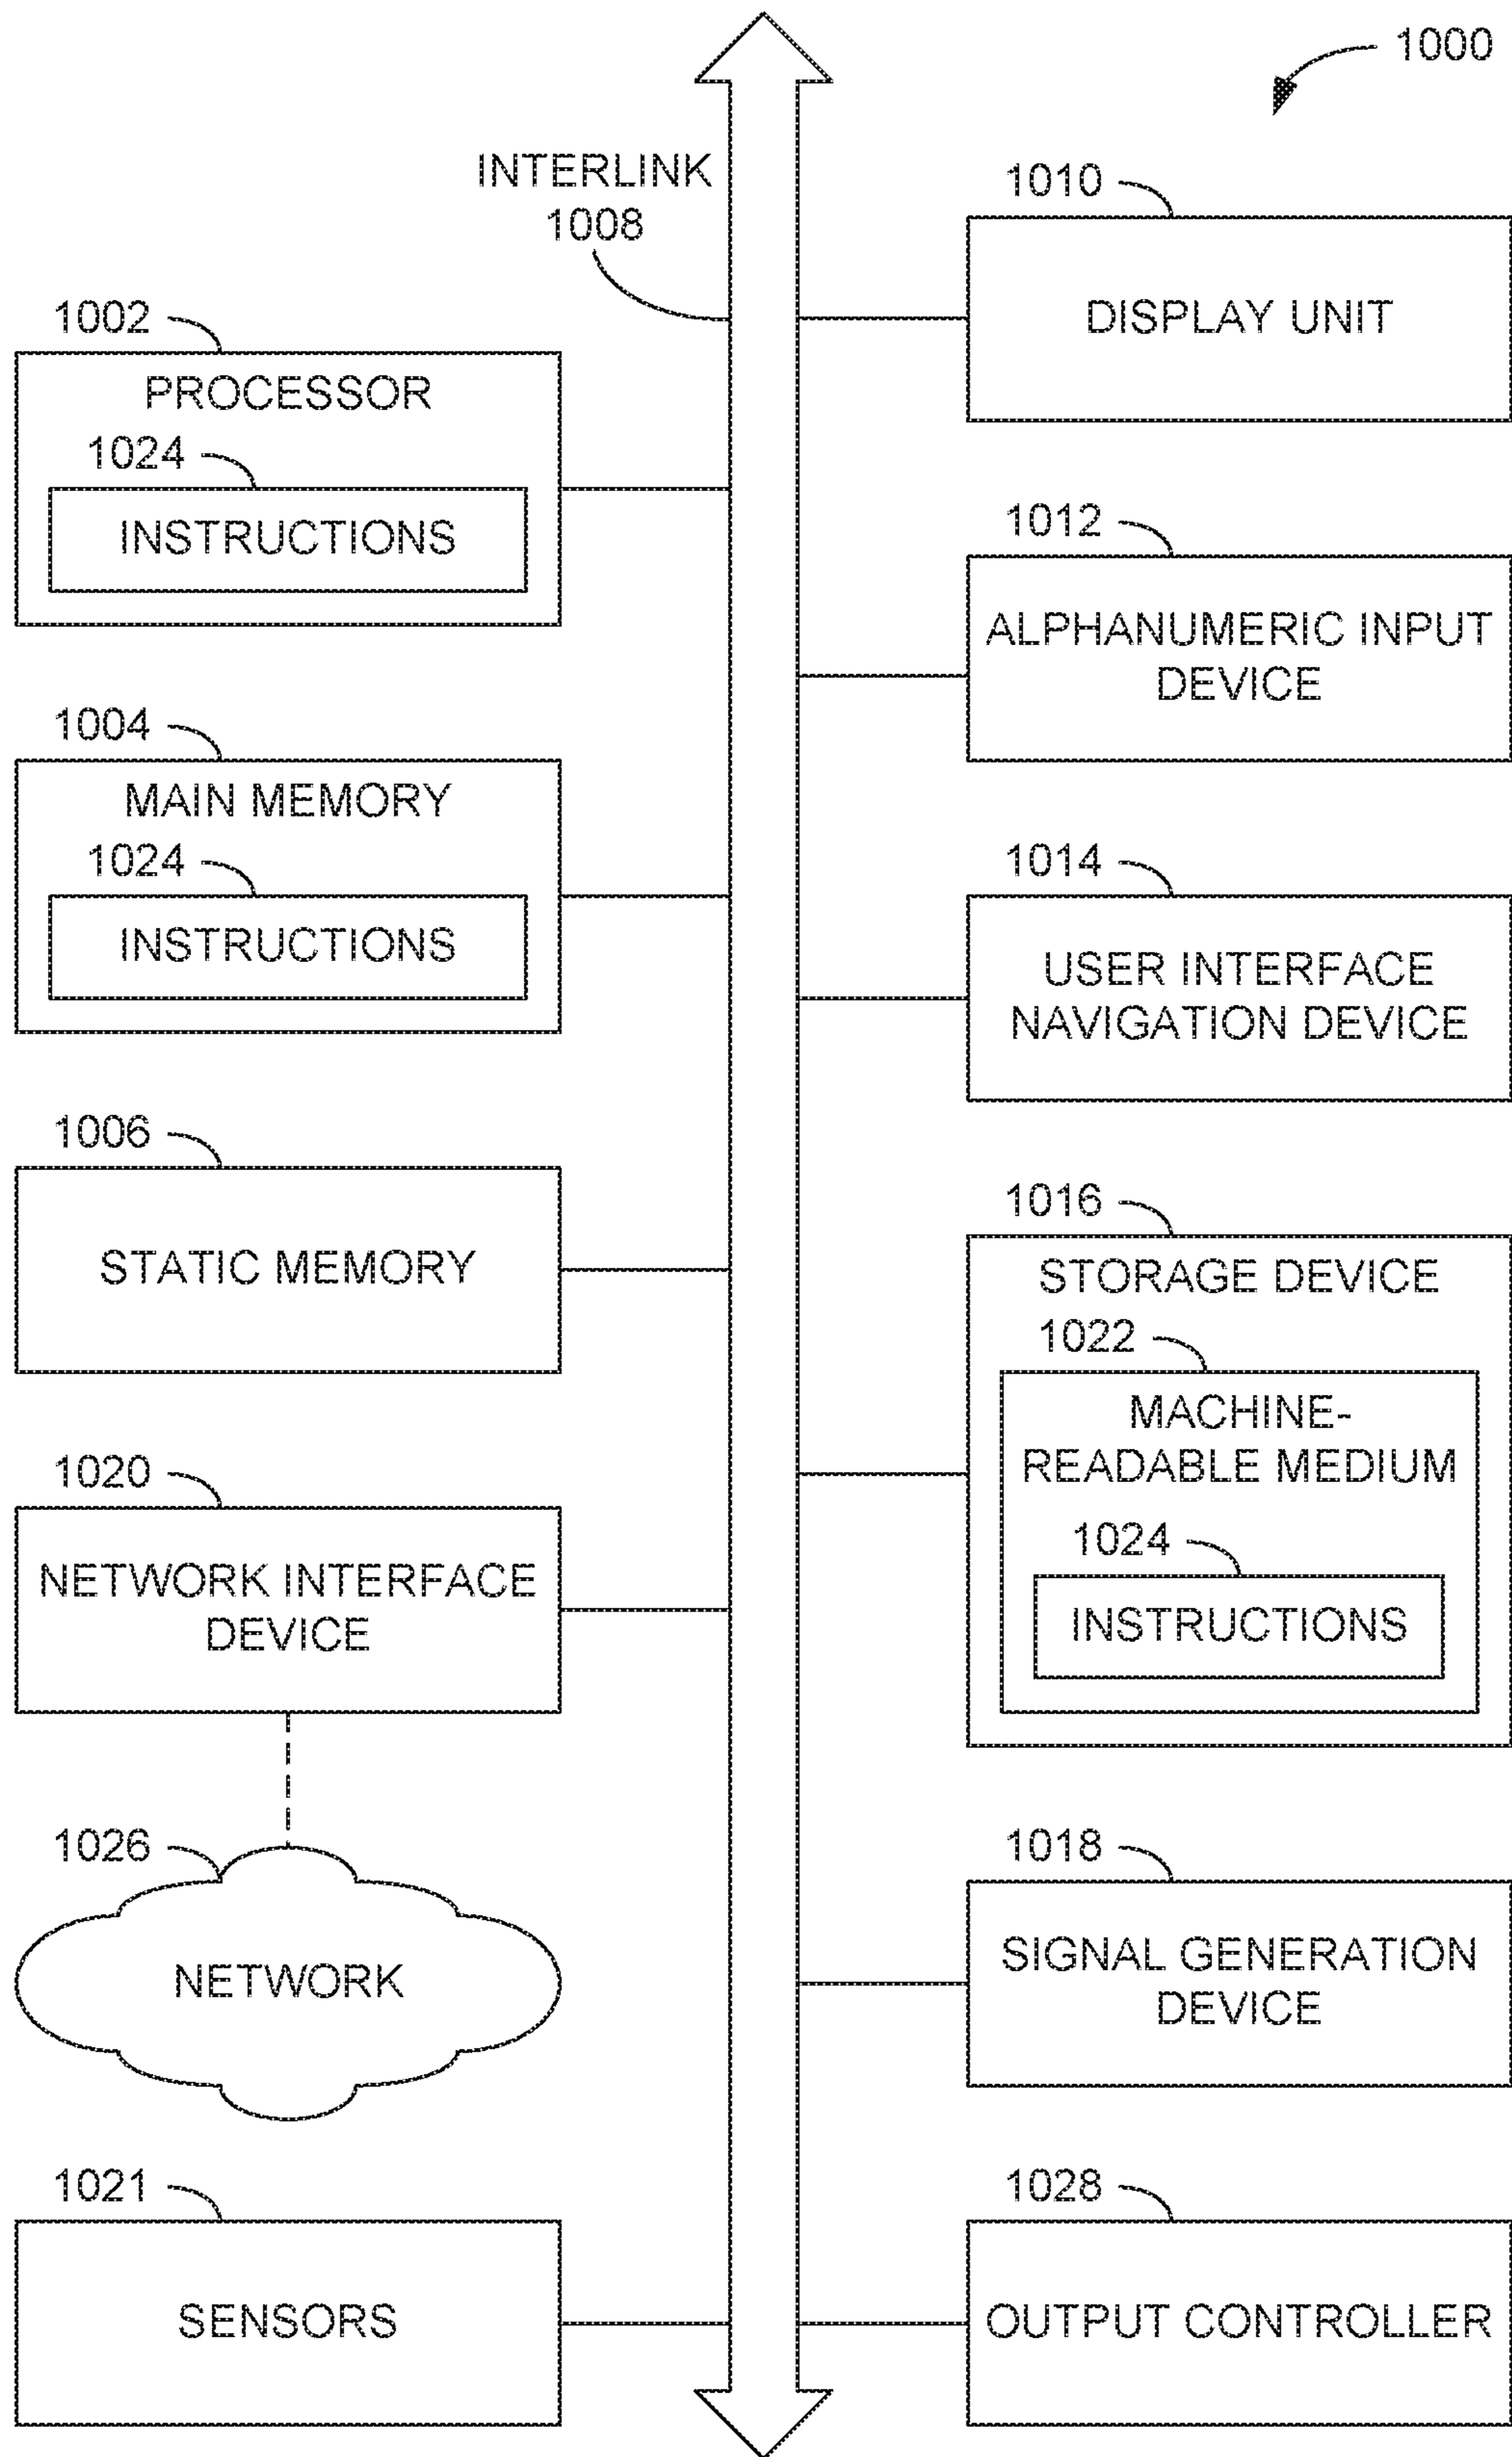 1000
INTERLINK
1008
1002
PROCESSOR
1024
INSTRUCTIONS
1004
MAIN MEMORY
1024
INSTRUCTIONS
1006
STATIC MEMORY
1020
NETWORK INTERFACE
DEVICE
1026
NETWORK
1021
SENSORS
1010
DISPLAY UNIT
1012
ALPHANUMERIC INPUT
DEVICE
1014
USER INTERFACE
NAVIGATION DEVICE
1016
STORAGE DEVICE
1022
MACHINE-
READABLE MEDIUM
1024
INSTRUCTIONS
1018
SIGNAL GENERATION
DEVICE
1028
OUTPUT CONTROLLER